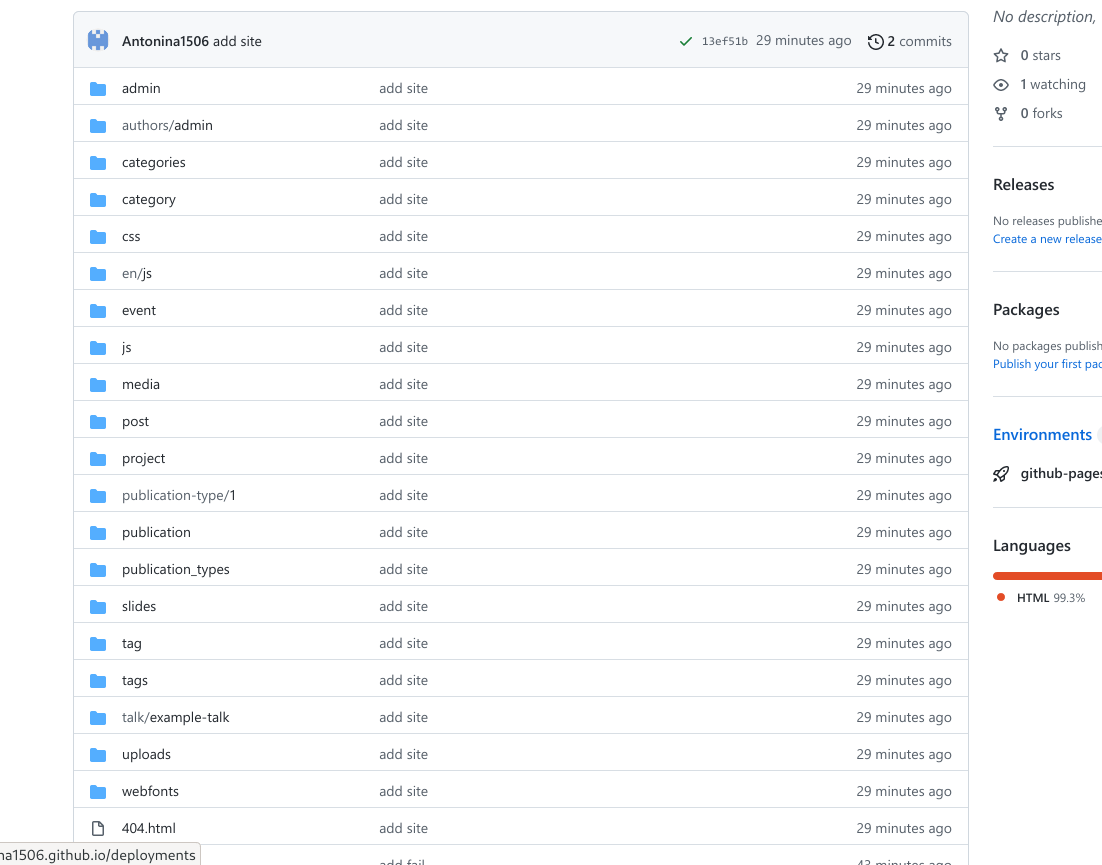 Antonina1506 add site 13ef51b 29 minutes ago 2 commits
admin add site 29 minutes ago
authors/admin add site 29 minutes ago
categories add site 29 minutes ago
category add site 29 minutes ago
css add site 29 minutes ago
en/js add site 29 minutes ago
event add site 29 minutes ago
js add site 29 minutes ago
media add site 29 minutes ago
post add site 29 minutes ago
project add site 29 minutes ago
publication-type/1 add site 29 minutes ago
publication add site 29 minutes ago
publication_types add site 29 minutes ago
slides add site 29 minutes ago
tag add site 29 minutes ago
tags add site 29 minutes ago
talk/example-talk add site 29 minutes ago
uploads add site 29 minutes ago
webfonts add site 29 minutes ago
404.html add site 29 minutes ago
add fail 43 minutes ago
na1506.github.io/deployments
No description,
0 stars
1 watching
0 forks
Releases
No releases publishe
Create a new release
Packages
No packages publish
Publish your first pac
Environments
github-pages
Languages
HTML 99.3%